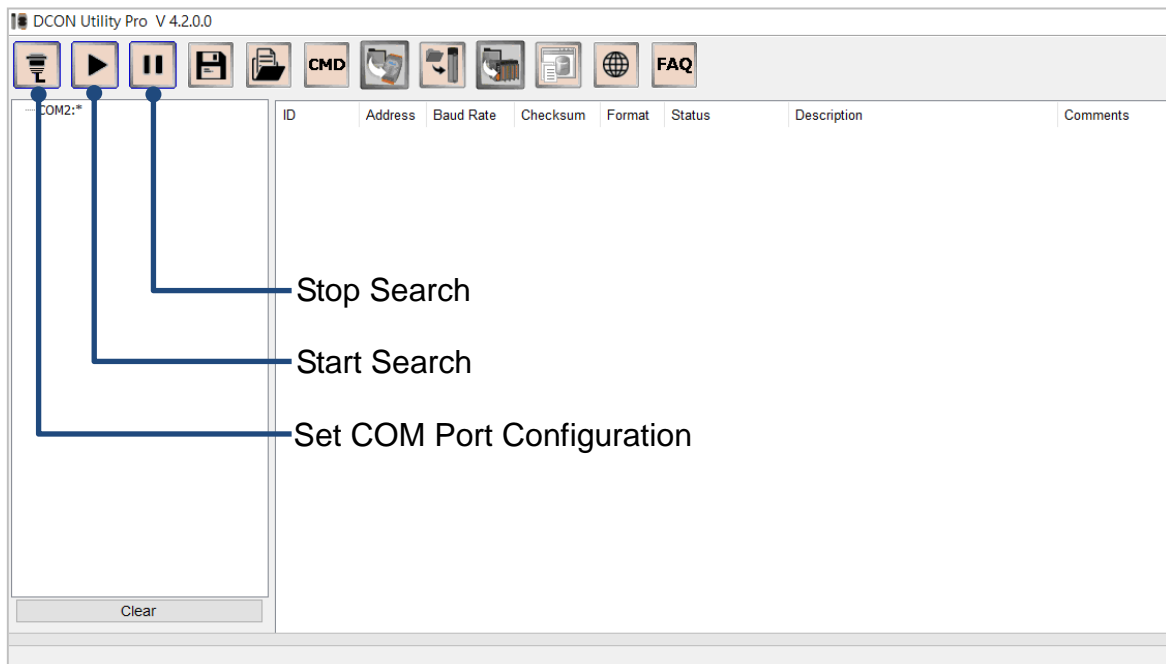 DCON Utility Pro V 4.2.0.0
CMD
FAQ
COM2:*
ID Address Baud Rate Checksum Format Status Description Comments
Stop Search
Start Search
Set COM Port Configuration
Clear